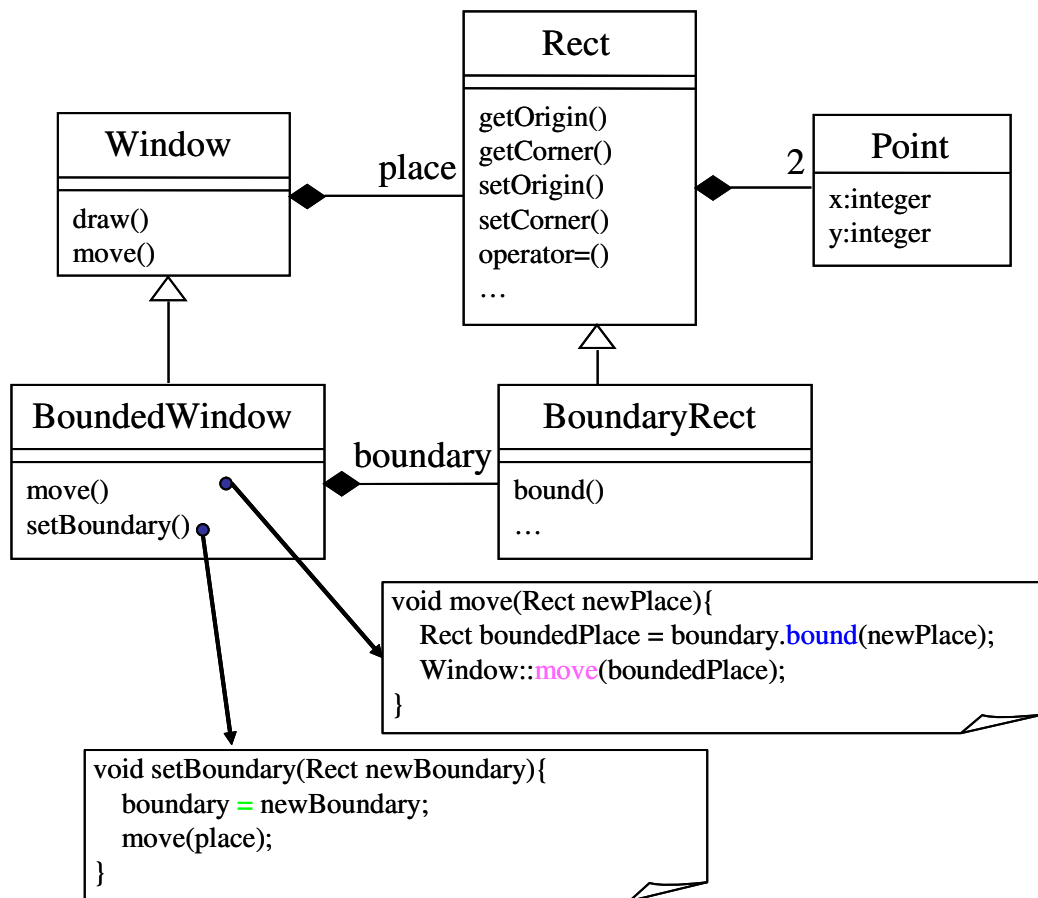 Rect
getOrigin()
getCorner()
setOrigin()
setCorner()
operator=()
…
Window
draw()
move()
place
2
Point
x:integer
y:integer
BoundedWindow
move()
setBoundary()
boundary
BoundaryRect
bound()
…
void move(Rect newPlace){
Rect boundedPlace = boundary.bound(newPlace);
Window::move(boundedPlace);
}
void setBoundary(Rect newBoundary){
boundary = newBoundary;
move(place);
}